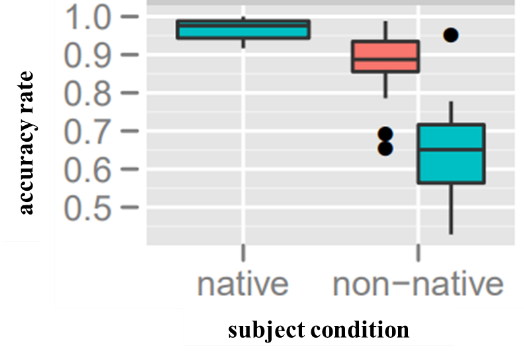 accuracy rate
1.0
0.9
0.8
0.7
0.6
0.5
native non−native
subject condition